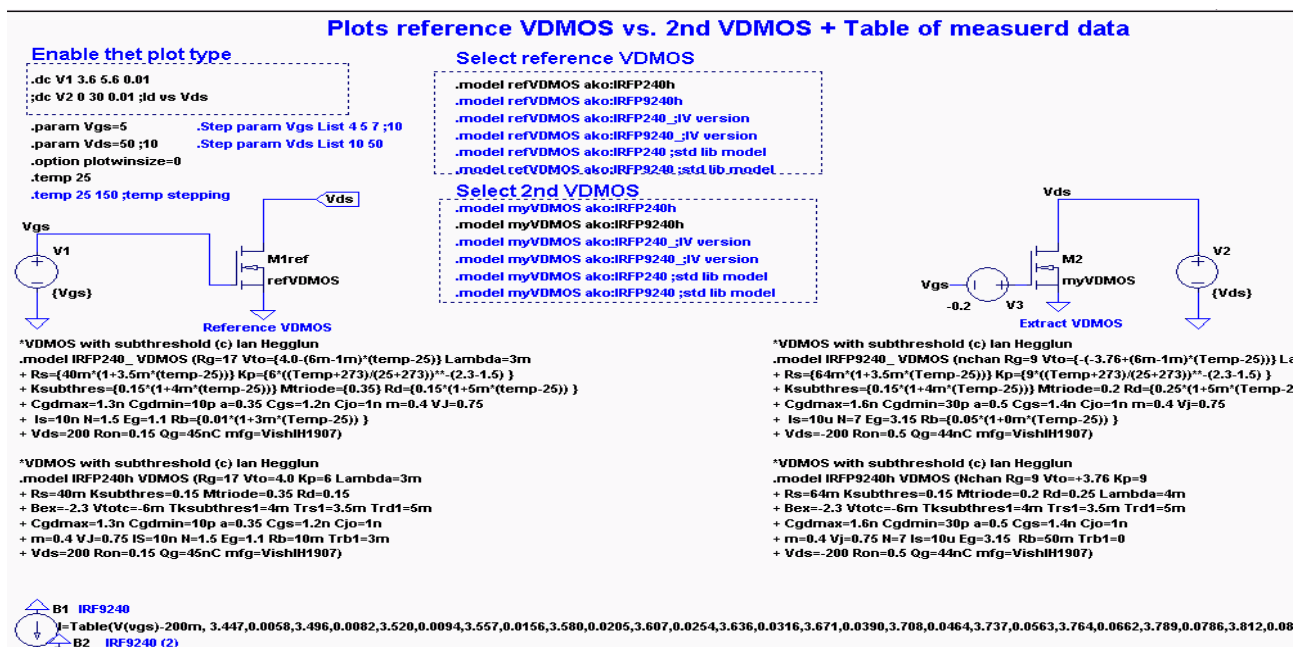 Plots reference VDMOS vs. 2nd VDMOS + Table of measuerd data
Enable thet plot type
.dc V1 3.6 5.6 0.01
;dc V2 0 30 0.01 ;Id vs Vds
.param Vgs=5 .Step param Vgs List 4 5 7 ;10
.param Vds=50 ;10 .Step param Vds List 10 50
.option plotwinsize=0
.temp 25
.temp 25 150 ;temp stepping
Select reference VDMOS
.model refVDMOS ako:IRFP240h
.model refVDMOS ako:IRFP9240h
.model refVDMOS ako:IRFP240_;IV version
.model refVDMOS ako:IRFP9240_;IV version
.model refVDMOS ako:IRFP240 ;std lib model
.model refVDMOS ako:IRFP9240 ;std lib model
Select 2nd VDMOS
.model myVDMOS ako:IRFP240h
.model myVDMOS ako:IRFP9240h
.model myVDMOS ako:IRFP240_;IV version
.model myVDMOS ako:IRFP9240_;IV version
.model myVDMOS ako:IRFP240 ;std lib model
.model myVDMOS ako:IRFP9240 ;std lib model
Vds
Vgs
V1
{Vgs}
M1ref
refVDMOS
Reference VDMOS
Vds
M2
myVDMOS
Vgs
-0.2
V3
V2
{Vds}
Extract VDMOS
*VDMOS with subthreshold (c) Ian Hegglun
.model IRFP240_ VDMOS (Rg=17 Vto={4.0-(6m-1m)*(temp-25)} Lambda=3m
+ Rs={40m*(1+3.5m*(temp-25))} Kp={6*((Temp+273)/(25+273))**-(2.3-1.5) }
+ Ksubthres={0.15*(1+4m*(temp-25))} Mtriode={0.35} Rd={0.15*(1+5m*(temp-25)) }
+ Cgdmax=1.3n Cgdmin=10p a=0.35 Cgs=1.2n Cjo=1n m=0.4 VJ=0.75
+ Is=10n N=1.5 Eg=1.1 Rb={0.01*(1+3m*(Temp-25)) }
+ Vds=200 Ron=0.15 Qg=45nC mfg=VishIH1907)
*VDMOS with subthreshold (c) Ian Hegglun
.model IRFP9240_ VDMOS (nchan Rg=9 Vto={-(-3.76+(6m-1m)*(Temp-25))} La
+ Rs={64m*(1+3.5m*(Temp-25))} Kp={9*((Temp+273)/(25+273))**-(2.3-1.5) }
+ Ksubthres={0.15*(1+4m*(Temp-25))} Mtriode=0.2 Rd={0.25*(1+5m*(Temp-2
+ Cgdmax=1.6n Cgdmin=30p a=0.5 Cgs=1.4n Cjo=1n m=0.4 Vj=0.75
+ Is=10u N=7 Eg=3.15 Rb={0.05*(1+0m*(Temp-25)) }
+ Vds=-200 Ron=0.5 Qg=44nC mfg=VishIH1907)
*VDMOS with subthreshold (c) Ian Hegglun
.model IRFP240h VDMOS (Rg=17 Vto=4.0 Kp=6 Lambda=3m
+ Rs=40m Ksubthres=0.15 Mtriode=0.35 Rd=0.15
+ Bex=-2.3 Vtotc=-6m Tksubthres1=4m Trs1=3.5m Trd1=5m
+ Cgdmax=1.3n Cgdmin=10p a=0.35 Cgs=1.2n Cjo=1n
+ m=0.4 VJ=0.75 IS=10n N=1.5 Eg=1.1 Rb=10m Trb1=3m
+ Vds=200 Ron=0.15 Qg=45nC mfg=VishIH1907)
*VDMOS with subthreshold (c) Ian Hegglun
.model IRFP9240h VDMOS (Nchan Rg=9 Vto=+3.76 Kp=9
+ Rs=64m Ksubthres=0.15 Mtriode=0.2 Rd=0.25 Lambda=4m
+ Bex=-2.3 Vtotc=-6m Tksubthres1=4m Trs1=3.5m Trd1=5m
+ Cgdmax=1.6n Cgdmin=30p a=0.5 Cgs=1.4n Cjo=1n
+ m=0.4 Vj=0.75 N=7 Is=10u Eg=3.15 Rb=50m Trb1=0
+ Vds=-200 Ron=0.5 Qg=44nC mfg=VishIH1907)
B1 IRF9240
I=Table(V(vgs)-200m, 3.447,0.0058,3.496,0.0082,3.520,0.0094,3.557,0.0156,3.580,0.0205,3.607,0.0254,3.636,0.0316,3.671,0.0390,3.708,0.0464,3.737,0.0563,3.764,0.0662,3.789,0.0786,3.812,0.08
B2 IRF9240 (2)